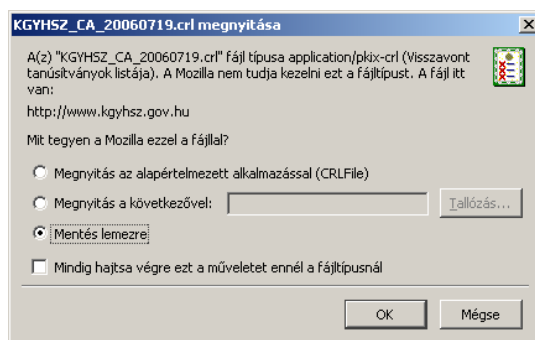 KGYHSZ_CA_20060719.crl megnyitása
A(z) "KGYHSZ_CA_20060719.crl" fájl típusa application/pkix-crl (Visszavont
tanúsítványok listája). A Mozilla nem tudja kezelni ezt a fájltípust. A fájl itt
van:
http://www.kgyhsz.gov.hu
Mit tegyen a Mozilla ezzel a fájllal?
Megnyitás az alapértelmezett alkalmazással (CRLFile)
Megnyitás a következővel:
Tallózás...
Mentés lemezre
Mindig hajtsa végre ezt a műveletet ennél a fájltípusnál
OK
Mégse